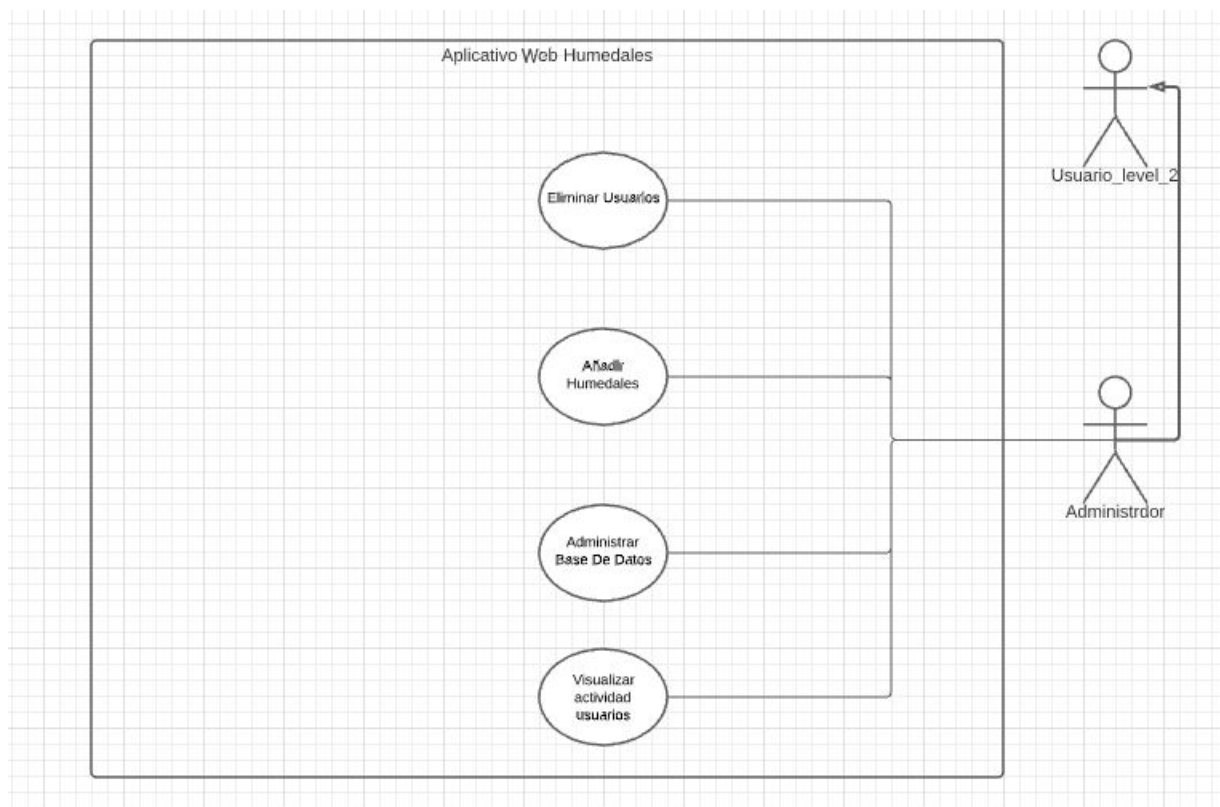 Aplicativo Web Humedales
Usuario_level_2
Eliminar Usuarios
Añadir
Humedales
Administrdor
Administrar
Base De Datos
Visualizar
actividad
usuarios